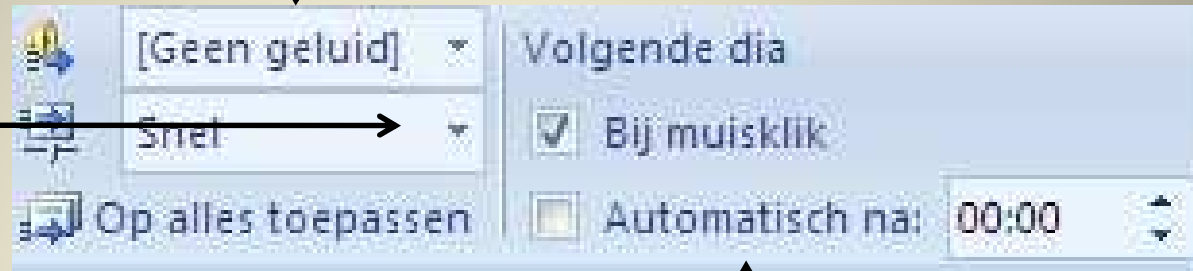 [Geen geluid]
Snel
Op alles toepassen
Volgende dia
Bij muisklik
Automatisch na: 00:00